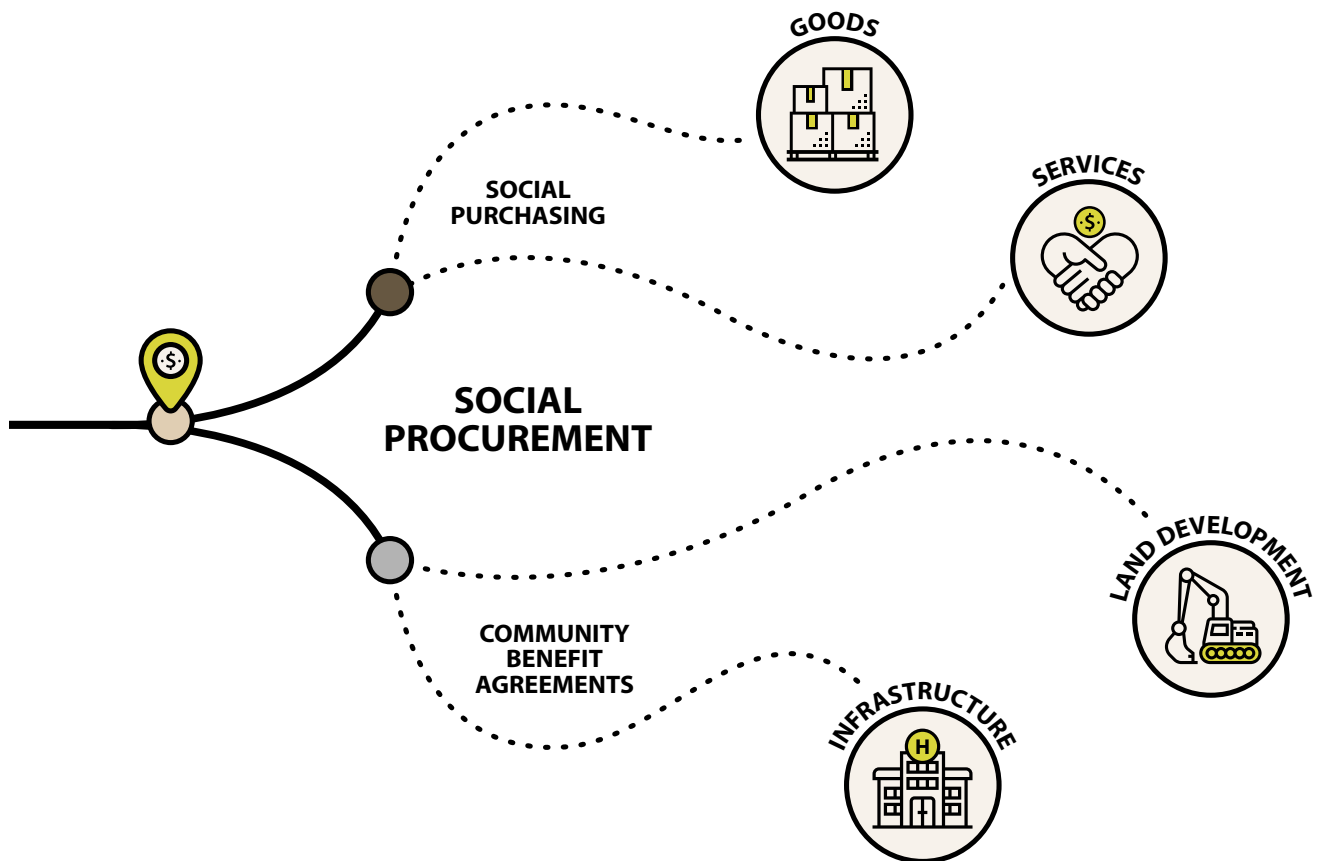 GOODS
SERVICES
SOCIAL
PURCHASING
$
$
SOCIAL
PROCUREMENT
LAND DEVELOPMENT
COMMUNITY
BENEFIT
AGREEMENTS
INFRASTRUCTURE
H